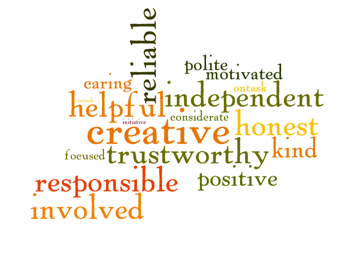 reliable
polite
motivated
caring
ontask
helpful
independent
considerate
initiative
creative
honest
focused
trustworthy
kind
responsible
positive
involved